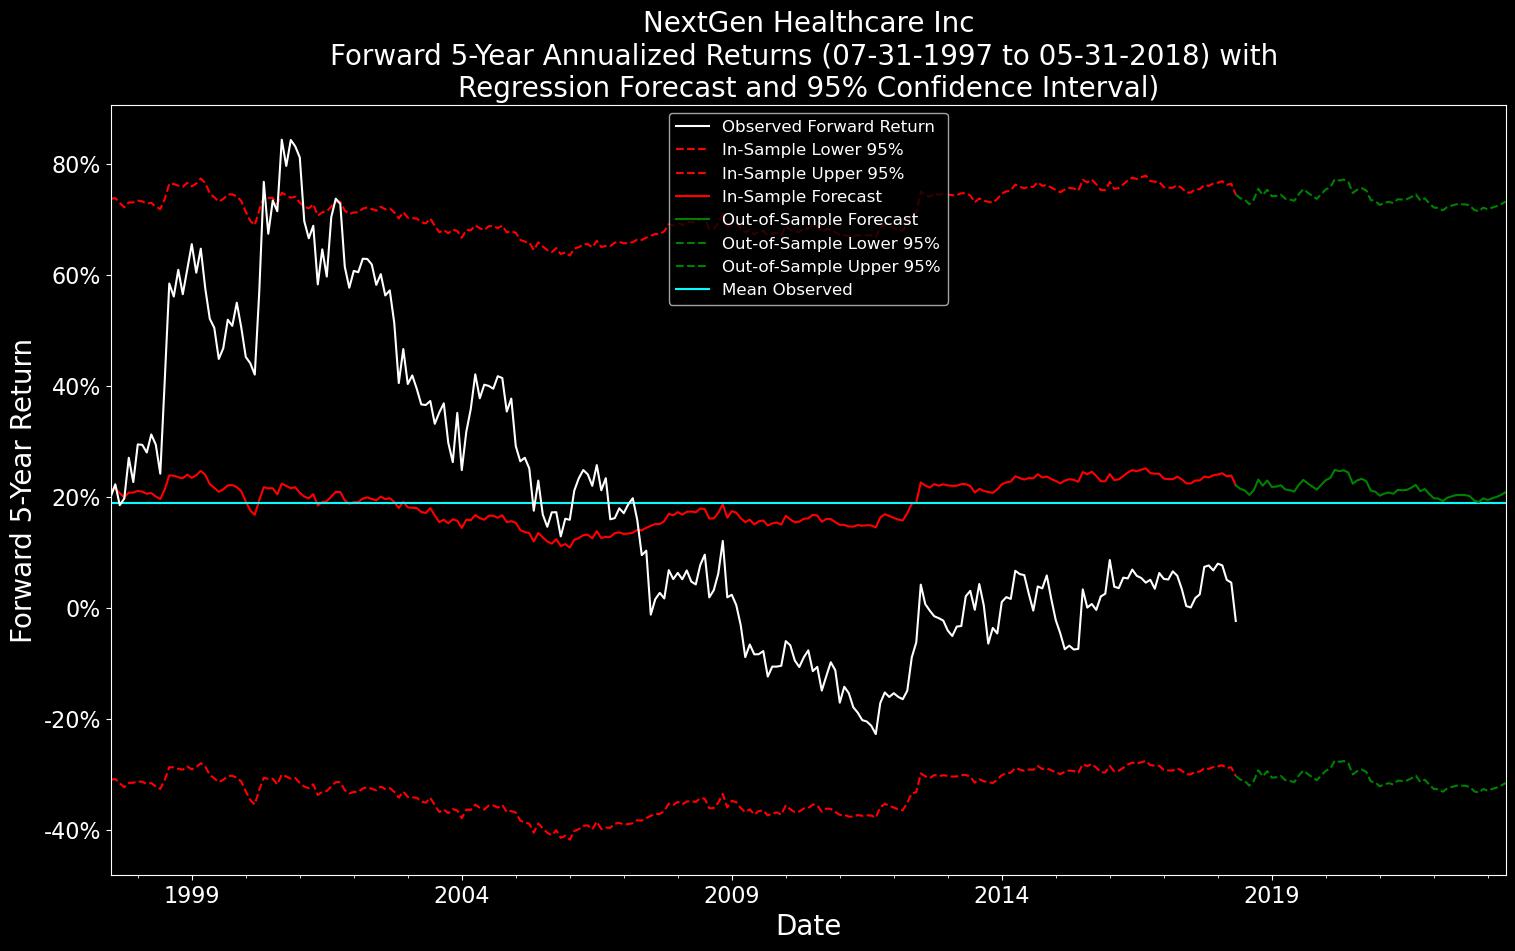 NextGen Healthcare Inc
Forward 5-Year Annualized Returns (07-31-1997 to 05-31-2018) with
Regression Forecast and 95% Confidence Interval)
Observed Forward Return
In-Sample Lower 95%
In-Sample Upper 95%
In-Sample Forecast
Out-of-Sample Forecast
Out-of-Sample Lower 95%
Out-of-Sample Upper 95%
Mean Observed
Forward 5-Year Return
80%
60%
40%
20%
0%
-20%
-40%
1999
2004
2009
2014
2019
Date